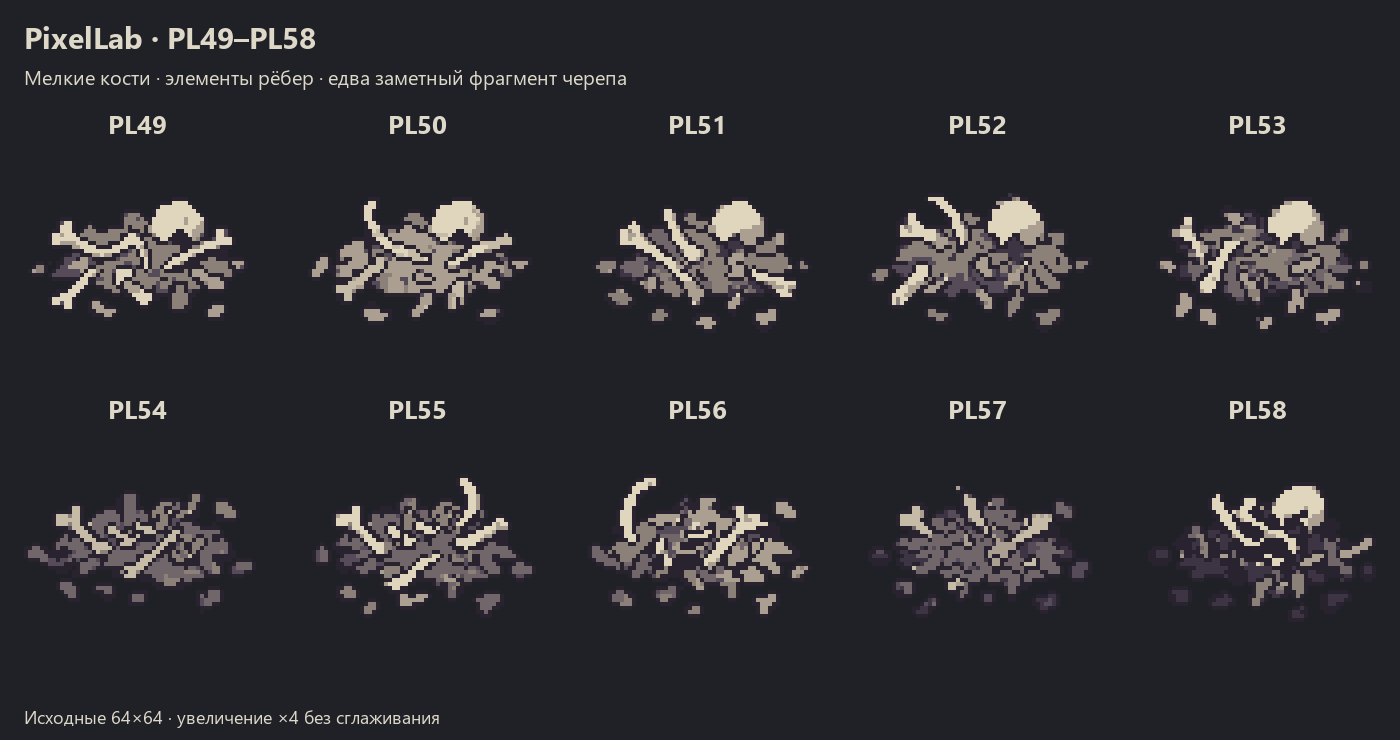 PixelLab · PL49–PL58
Мелкие кости · элементы рёбер · едва заметный фрагмент черепа
PL49 PL50 PL51 PL52 PL53
PL54 PL55 PL56 PL57 PL58
Исходные 64×64 · увеличение ×4 без сглаживания